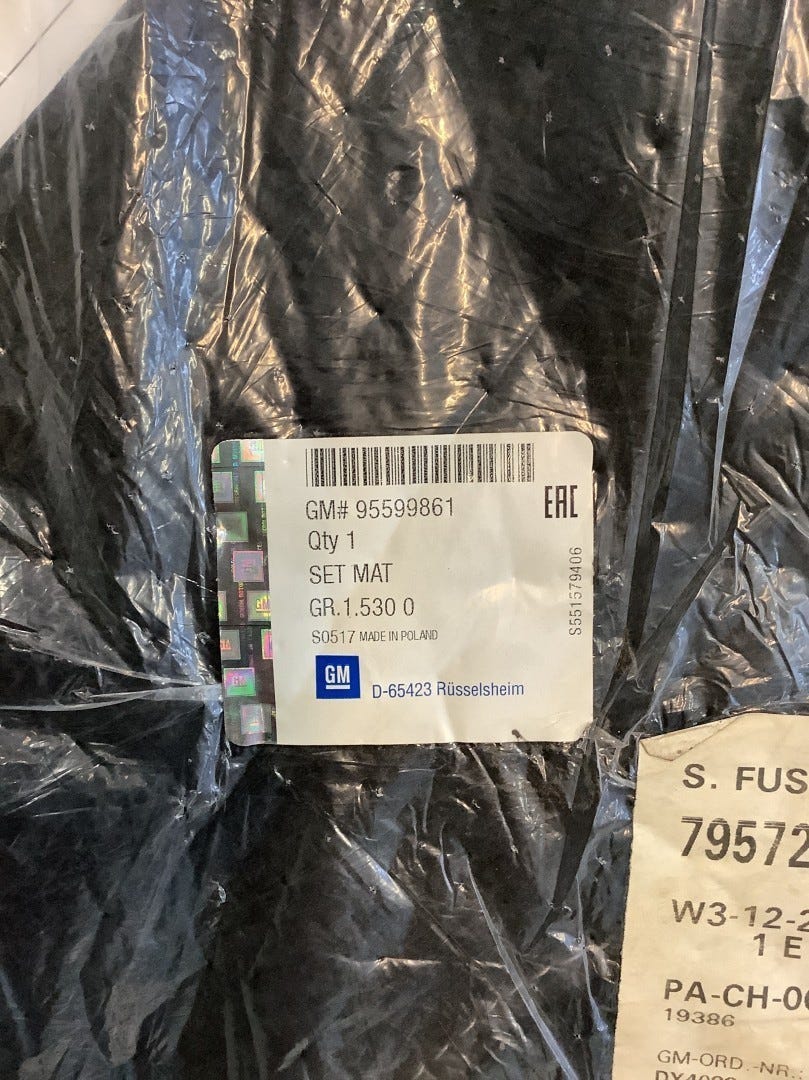 GM# 95599861
EAC
Qty 1
SET MAT
GR.1.530 0
S0517 MADE IN POLAND
S551579406
GM
D-65423 Rüsselsheim
S. FUS
79572
W3-12-2
1 E
PA-CH-0
19386
GM-ORD.-NR.: